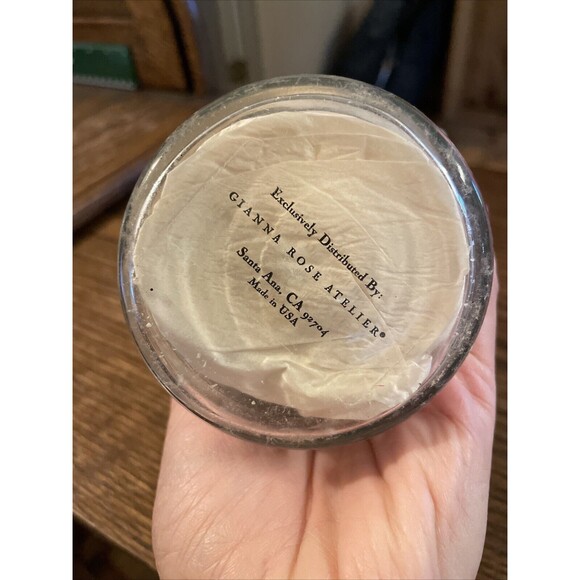 Exclusively Distributed By:
GIANNA ROSE ATELIER®
Santa Ana, CA 92704
Made in USA